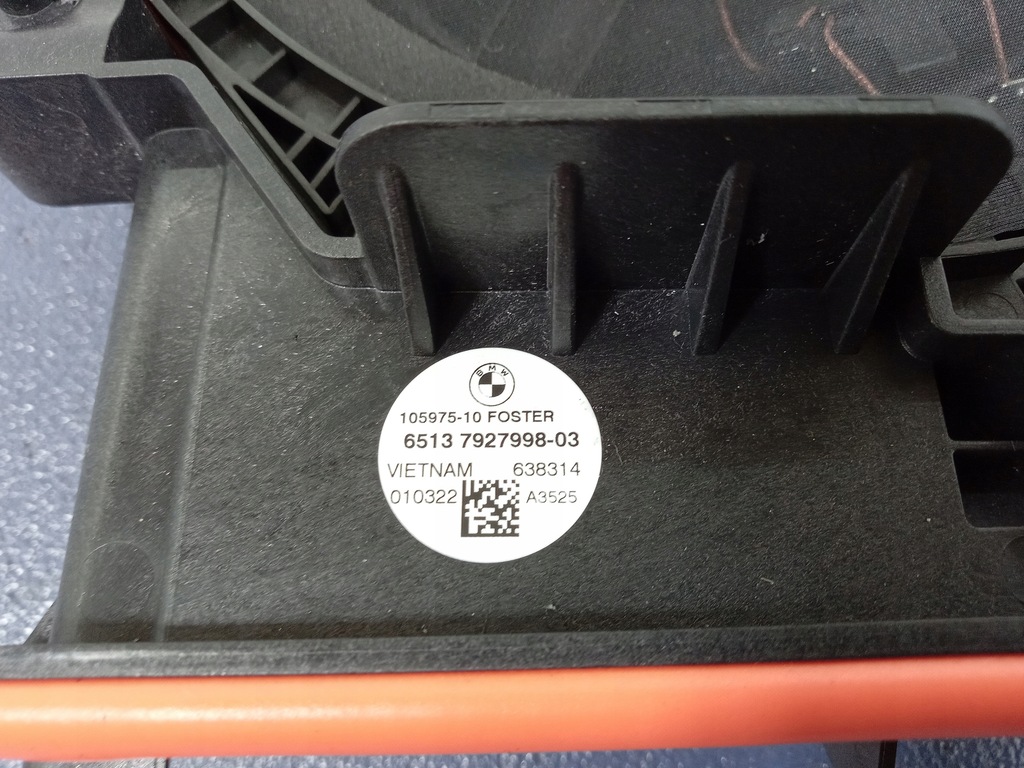 BMW
105975-10 FOSTER
6513 7927998-03
VIETNAM 638314
010322 A3525